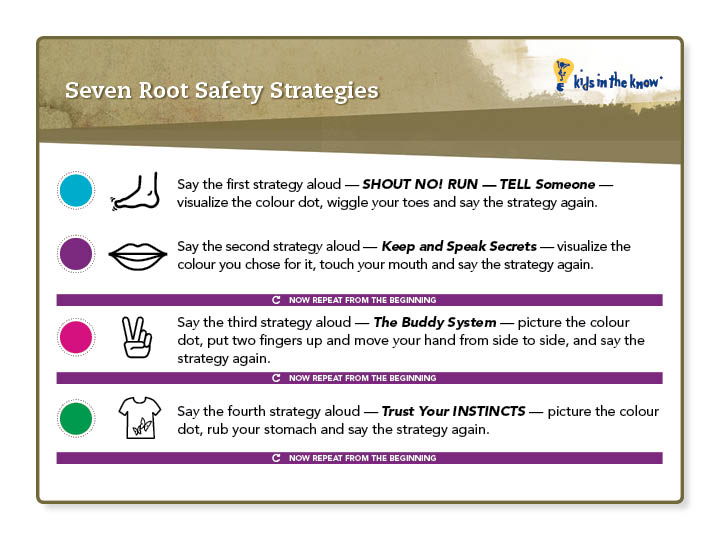 Seven Root Safety Strategies
kids in the know
Say the first strategy aloud — SHOUT NO! RUN — TELL Someone —
visualize the colour dot, wiggle your toes and say the strategy again.
Say the second strategy aloud — Keep and Speak Secrets — visualize the
colour you chose for it, touch your mouth and say the strategy again.
NOW REPEAT FROM THE BEGINNING
Say the third strategy aloud — The Buddy System — picture the colour
dot, put two fingers up and move your hand from side to side, and say the
strategy again.
NOW REPEAT FROM THE BEGINNING
Say the fourth strategy aloud — Trust Your INSTINCTS — picture the colour
dot, rub your stomach and say the strategy again.
NOW REPEAT FROM THE BEGINNING